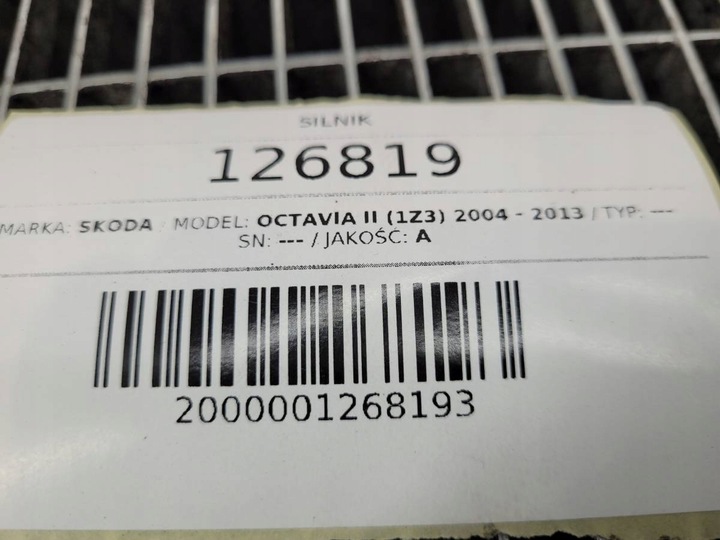 SILNIK
126819
MARKA: SKODA / MODEL: OCTAVIA II (1Z3) 2004 - 2013 / TYP: ---
SN: --- / JAKOŚĆ: A
2000001268193